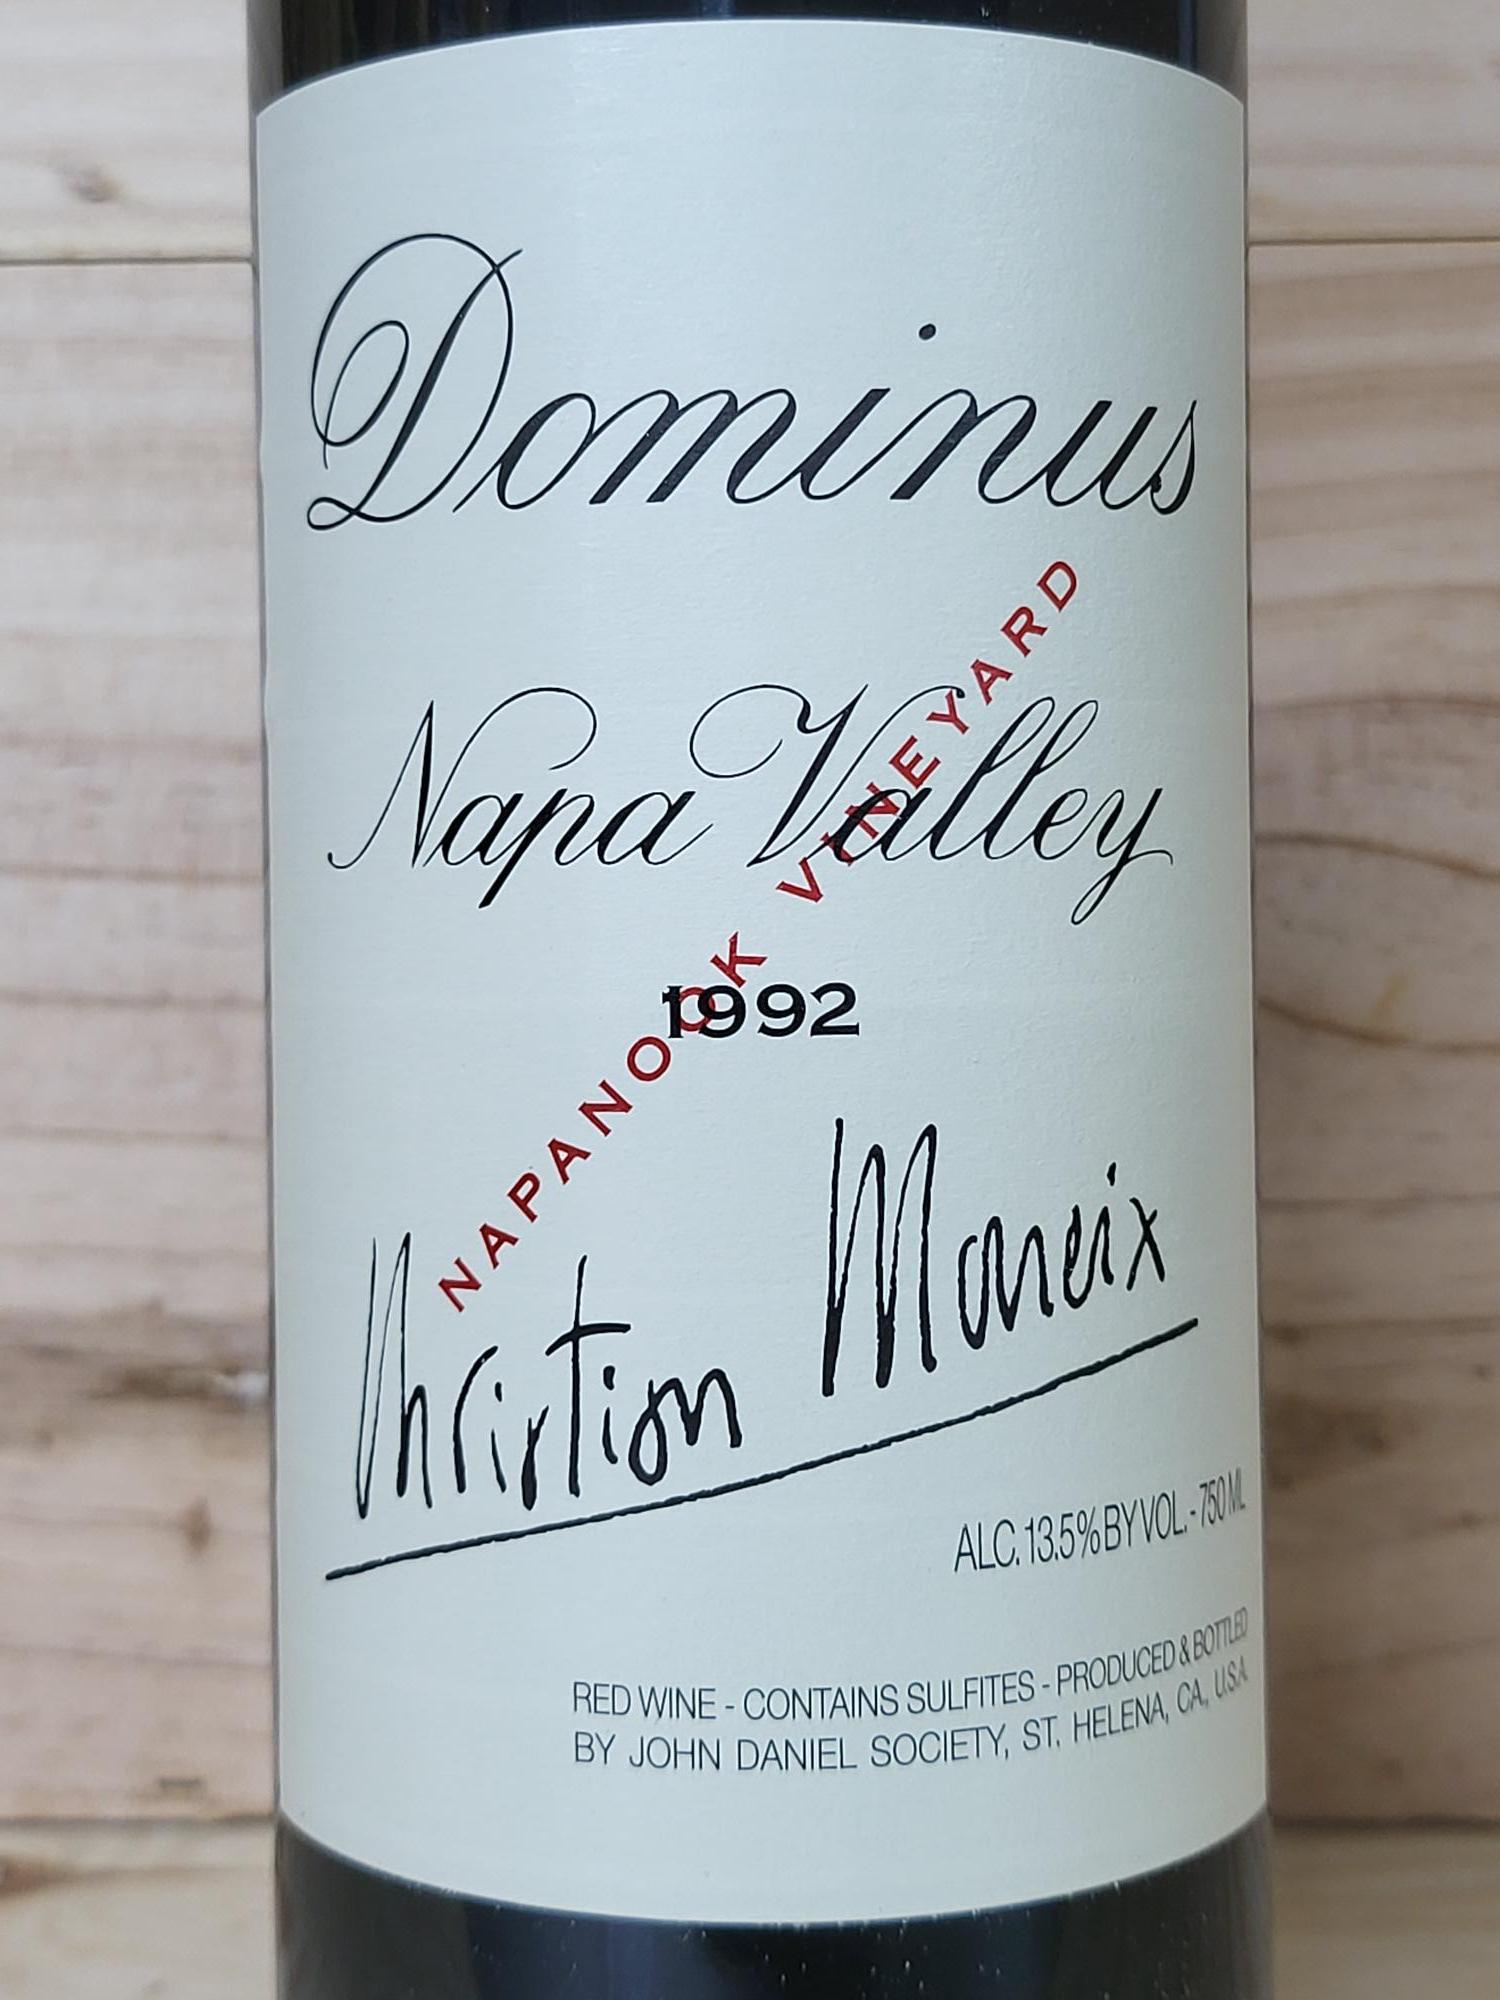 Dominus
NAPANOOK VINEYARD
Napa Valley
1992
Christian Moueix
ALC. 13.5% BY VOL. - 750 ML
RED WINE - CONTAINS SULFITES - PRODUCED & BOTTLED
BY JOHN DANIEL SOCIETY, ST. HELENA, CA., U.S.A.